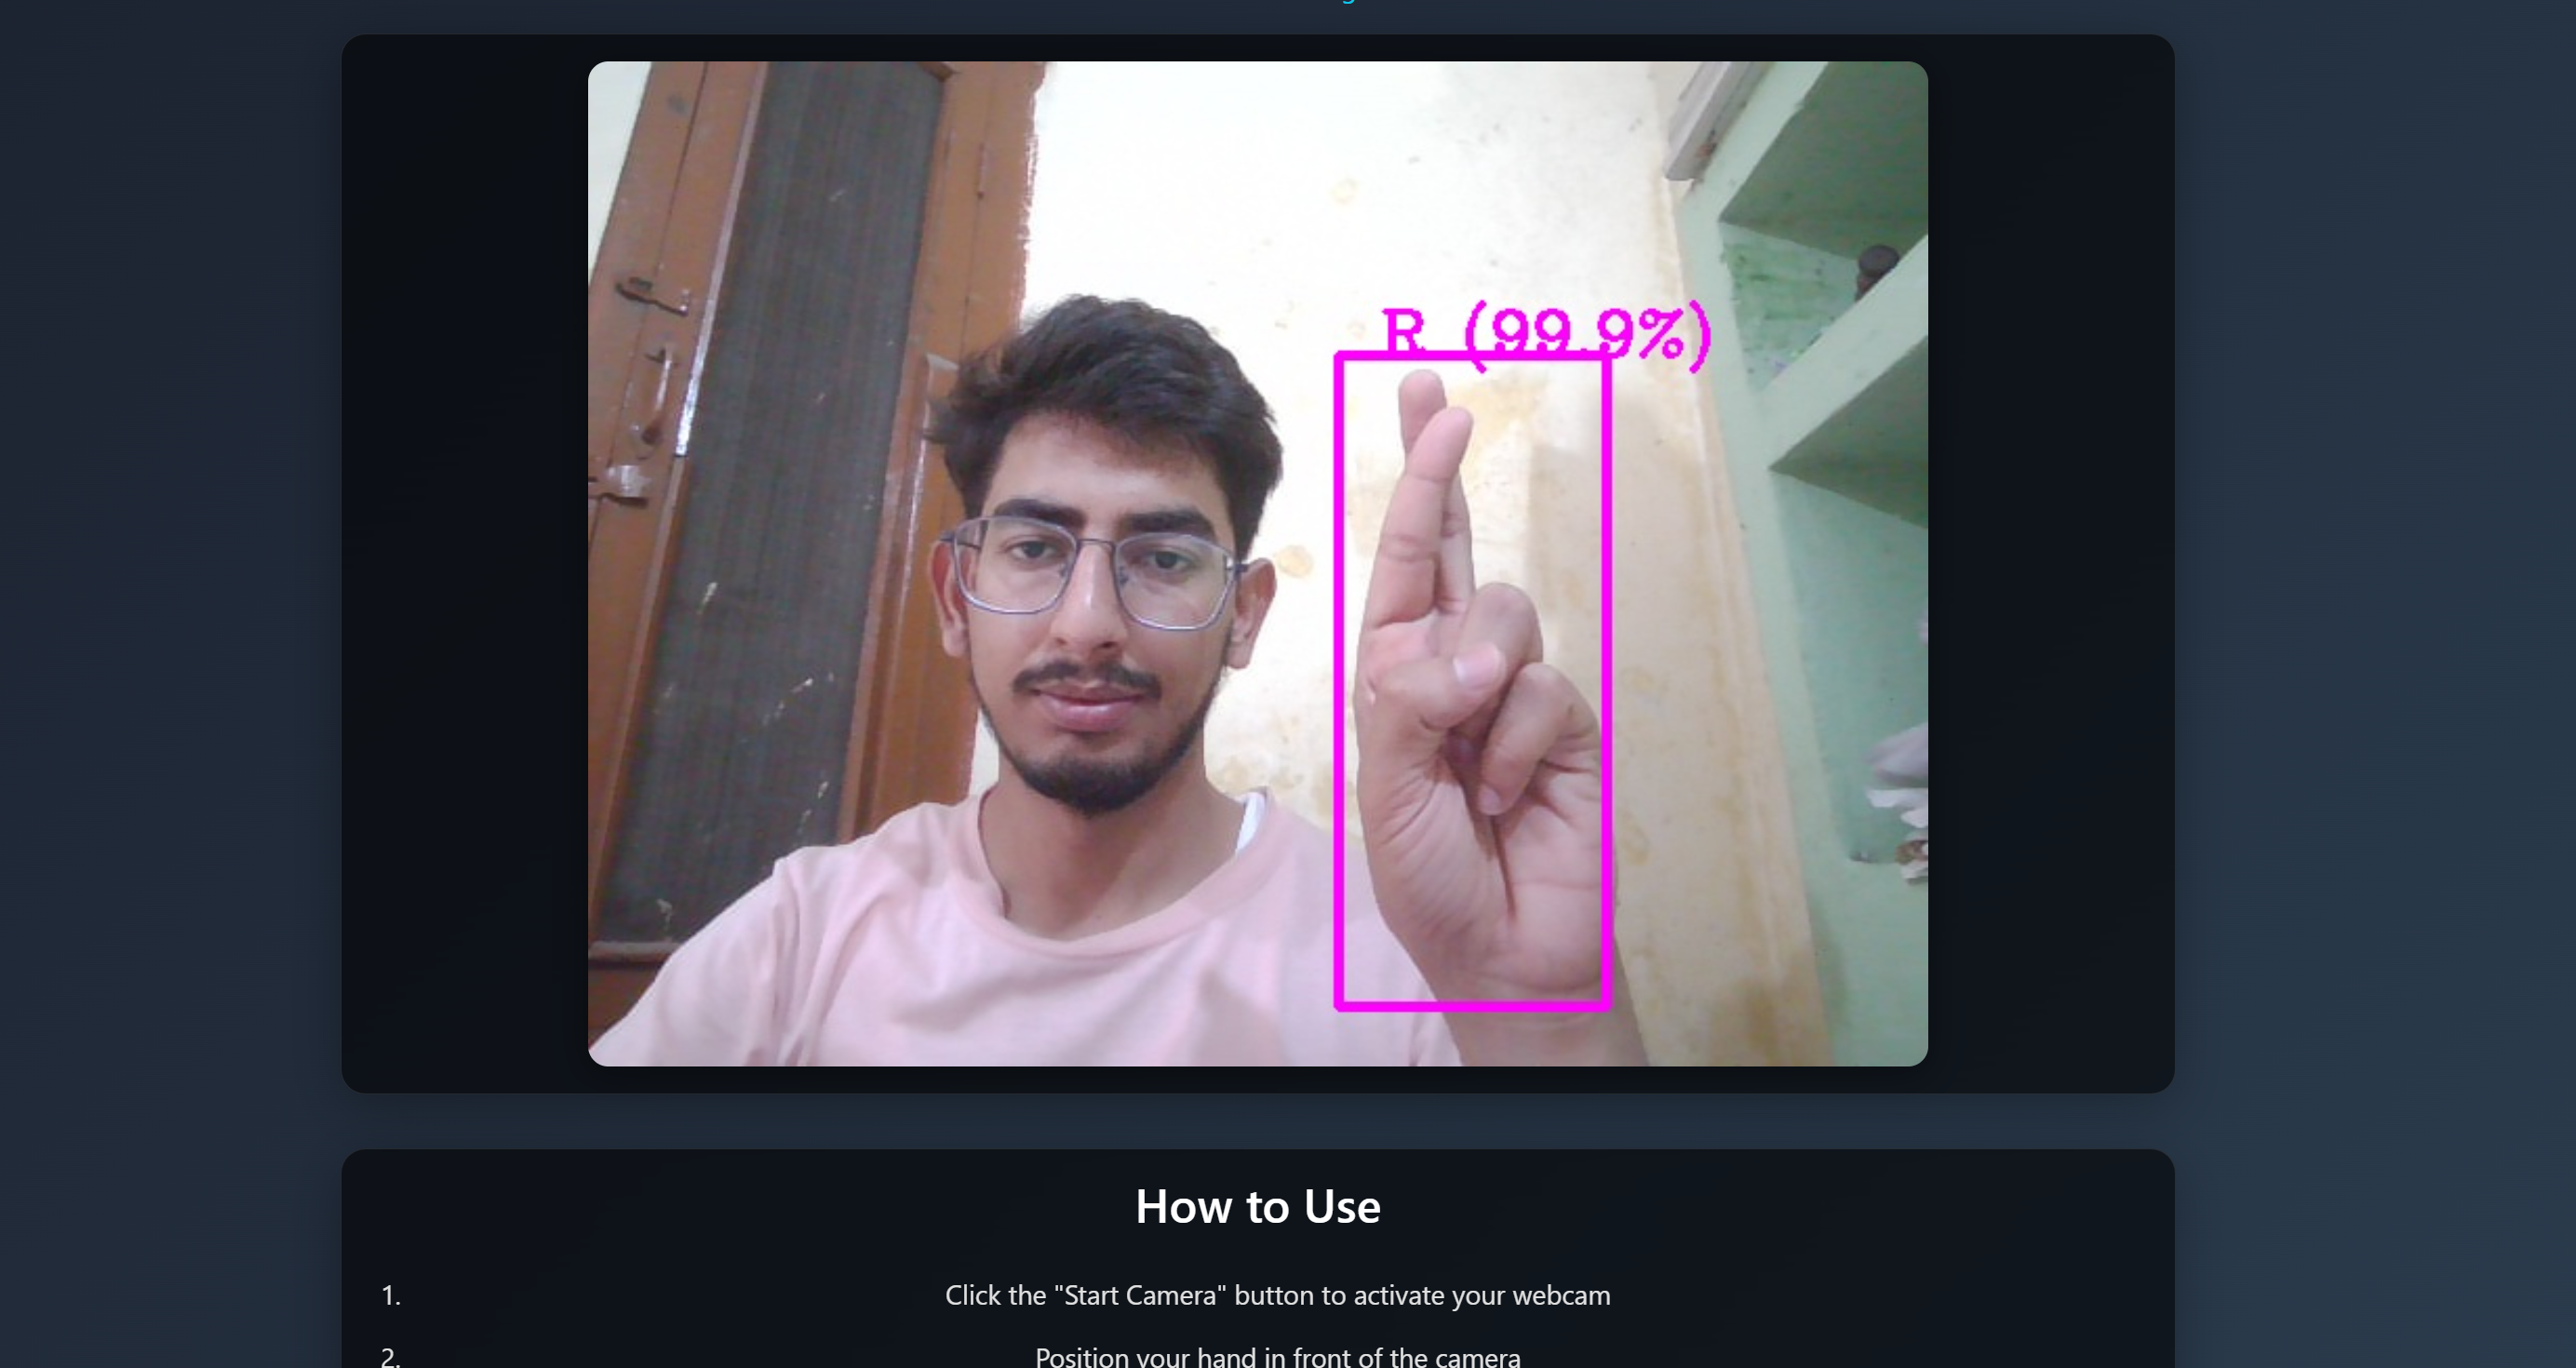 R (99.9%)
How to Use
1. Click the "Start Camera" button to activate your webcam
2. Position your hand in front of the camera